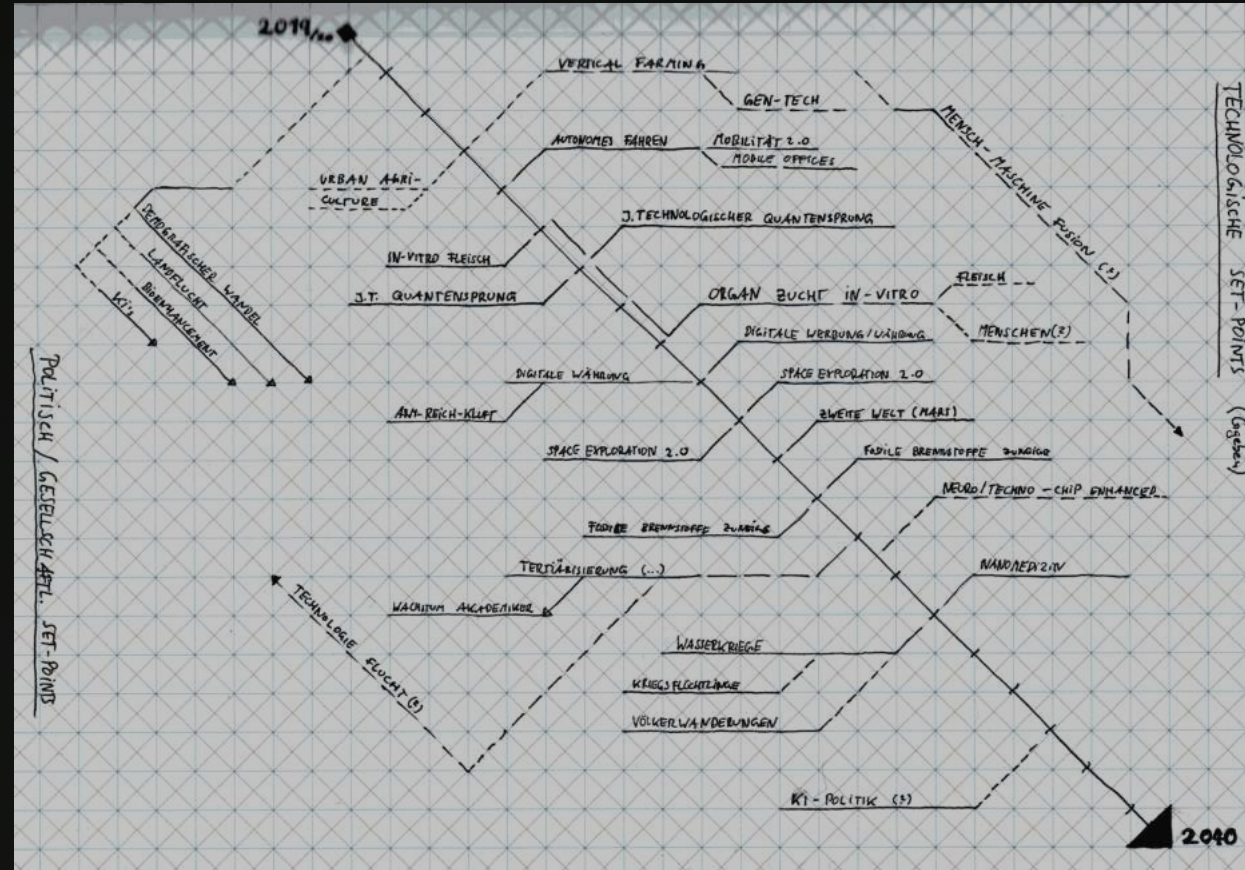 2019/20
VERTICAL FARMING
GEN-TECH
AUTONOMES FAHREN
MOBILITÄT 2.0
MOBILE OFFICES
URBAN AGRI-
CULTURE
MENSCH-MASCHINE FUSION (?)
TECHNOLOGISCHE SET-POINTS (Gegeben)
DEMOGRAFISCHER WANDEL
LANDFLUCHT
BIOENHANCEMENT
KI's
J. TECHNOLOGISCHER QUANTENSPRUNG
IN-VITRO FLEISCH
J.T. QUANTENSPRUNG
ORGAN ZUCHT IN-VITRO
FLEISCH
MENSCHEN(?)
DIGITALE WERBUNG/WÄHRUNG
DIGITALE WÄHRUNG
SPACE EXPLORATION 2.0
ARM-REICH-KLUFT
ZWEITE WELT (MARS)
SPACE EXPLORATION 2.0
BRENNSTOFFE
NEURO/TECHNO-CHIP ENHANCED
BRENNSTOFFE
TERTIÄRISIERUNG (...)
NANOMEDIZIN
WACHSTUM AKADEMIKER
TECHNOLOGIE FLUCHT(?)
POLITISCH / GESELLSCHAFTL. SET-POINTS
WASSERKRIEGE
KRIEGSFLÜCHTLINGE
VÖLKERWANDERUNGEN
KI-POLITIK (?)
2040